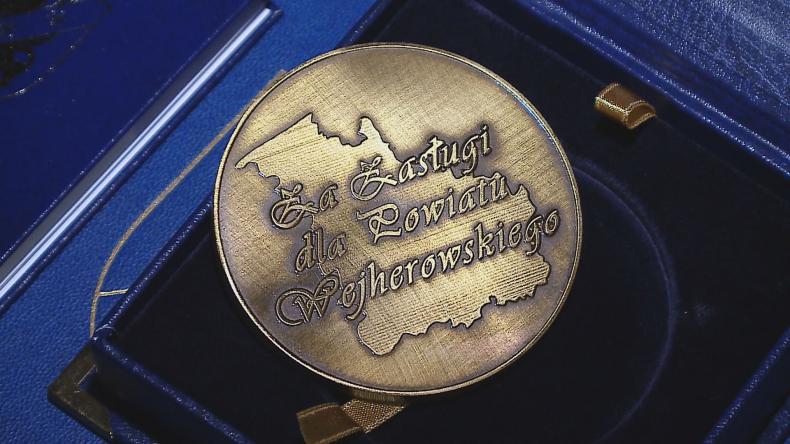 Za Zasługi
dla Powiatu
Wejherowskiego